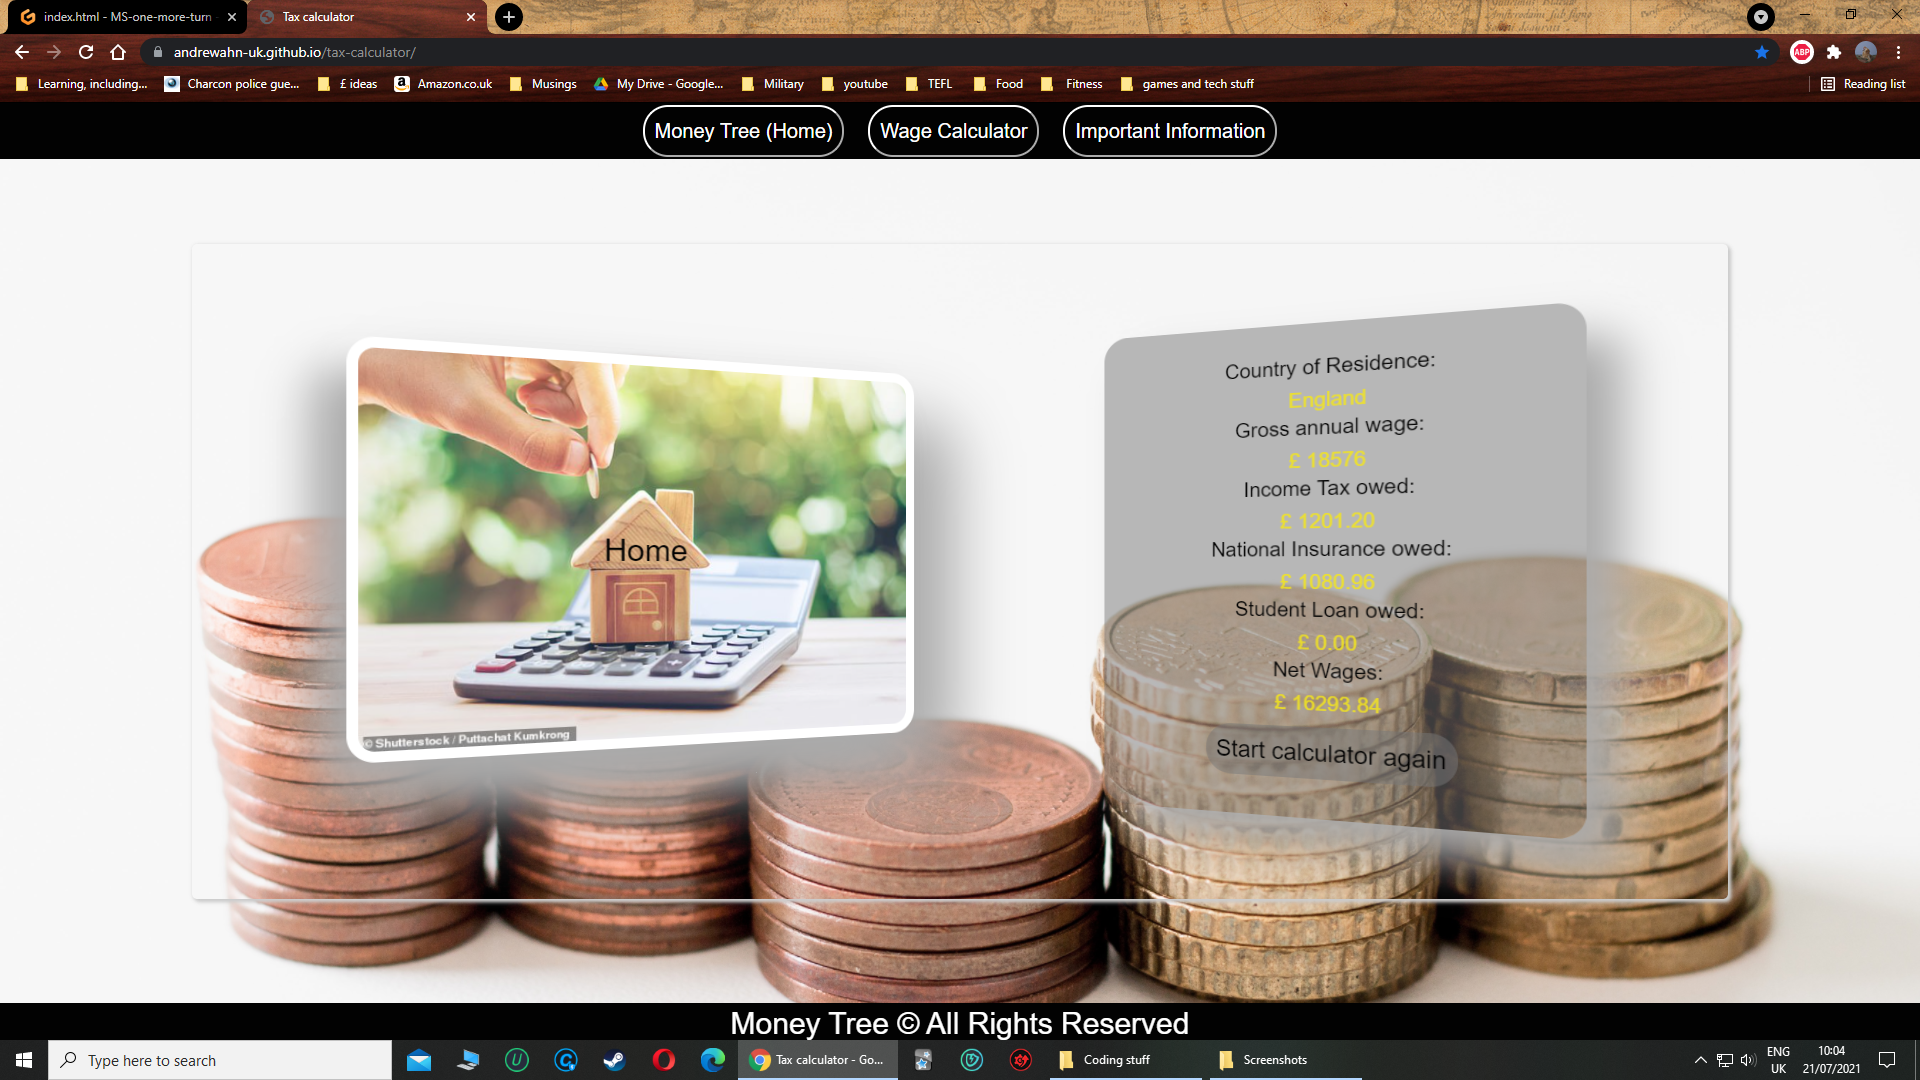 index.html - MS-one-more-turn
Tax calculator
andrewahn-uk.github.io/tax-calculator/
ABP
Learning, including...
Charcon police gue...
£ ideas
Amazon.co.uk
Musings
My Drive - Google...
Military
youtube
TEFL
Food
Fitness
games and tech stuff
Reading list
Money Tree (Home)
Wage Calculator
Important Information
Home
© Shutterstock / Puttachat Kumkrong
Country of Residence:
England
Gross annual wage:
£ 18576
Income Tax owed:
£ 1201.20
National Insurance owed:
£ 1080.96
Student Loan owed:
£ 0.00
Net Wages:
£ 16293.84
Start calculator again
Money Tree © All Rights Reserved
Type here to search
Tax calculator - Go...
Coding stuff
Screenshots
ENG
UK
10:04
21/07/2021